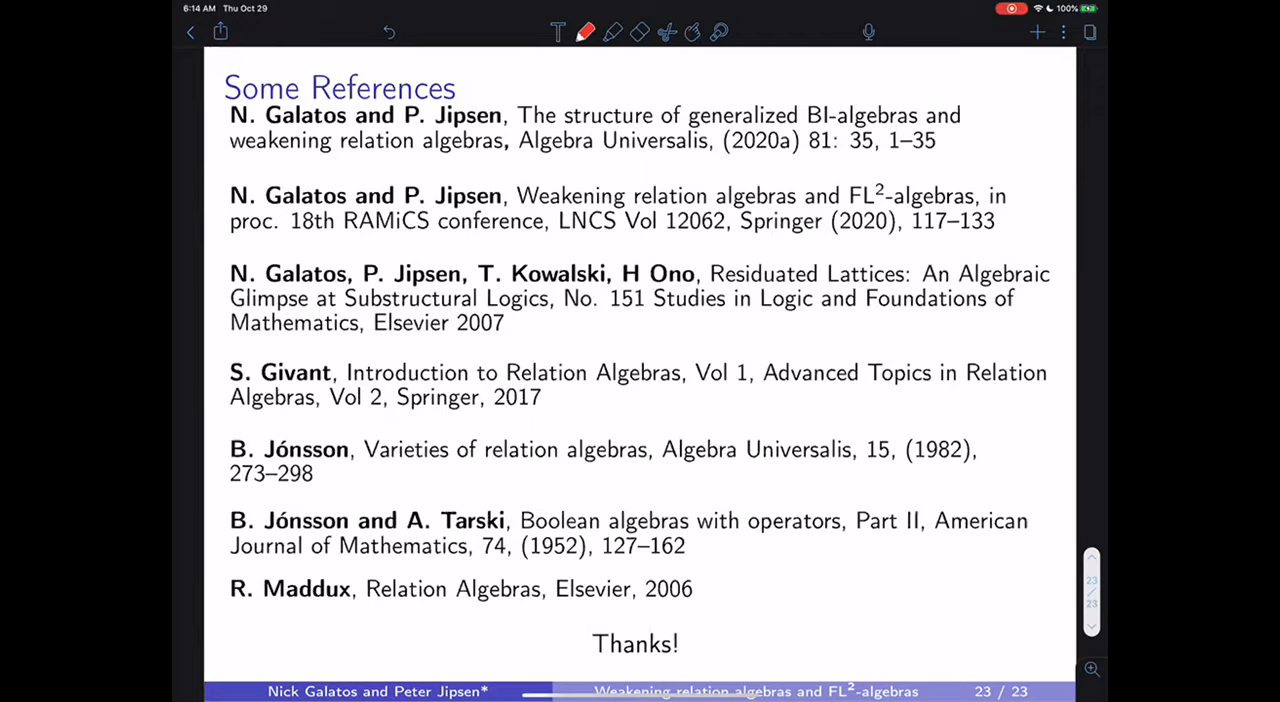 6:14 AM Thu Oct 29
100%
Some References
N. Galatos and P. Jipsen, The structure of generalized BI-algebras and
weakening relation algebras, Algebra Universalis, (2020a) 81: 35, 1–35
N. Galatos and P. Jipsen, Weakening relation algebras and FL²-algebras, in
proc. 18th RAMiCS conference, LNCS Vol 12062, Springer (2020), 117–133
N. Galatos, P. Jipsen, T. Kowalski, H Ono, Residuated Lattices: An Algebraic
Glimpse at Substructural Logics, No. 151 Studies in Logic and Foundations of
Mathematics, Elsevier 2007
S. Givant, Introduction to Relation Algebras, Vol 1, Advanced Topics in Relation
Algebras, Vol 2, Springer, 2017
B. Jónsson, Varieties of relation algebras, Algebra Universalis, 15, (1982),
273–298
B. Jónsson and A. Tarski, Boolean algebras with operators, Part II, American
Journal of Mathematics, 74, (1952), 127–162
R. Maddux, Relation Algebras, Elsevier, 2006
23
/
23
Thanks!
Nick Galatos and Peter Jipsen* Weakening relation algebras and FL²-algebras 23 / 23